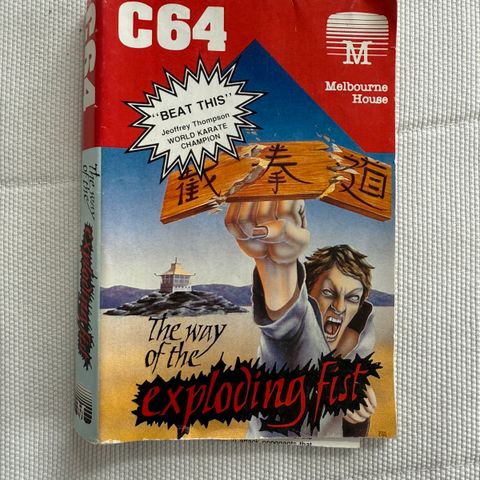 C64
M
Melbourne
House
"BEAT THIS"
Jeoffrey Thompson
WORLD KARATE
CHAMPION
截拳道
The way
of the
exploding fist
C64
The way
of the
exploding fist